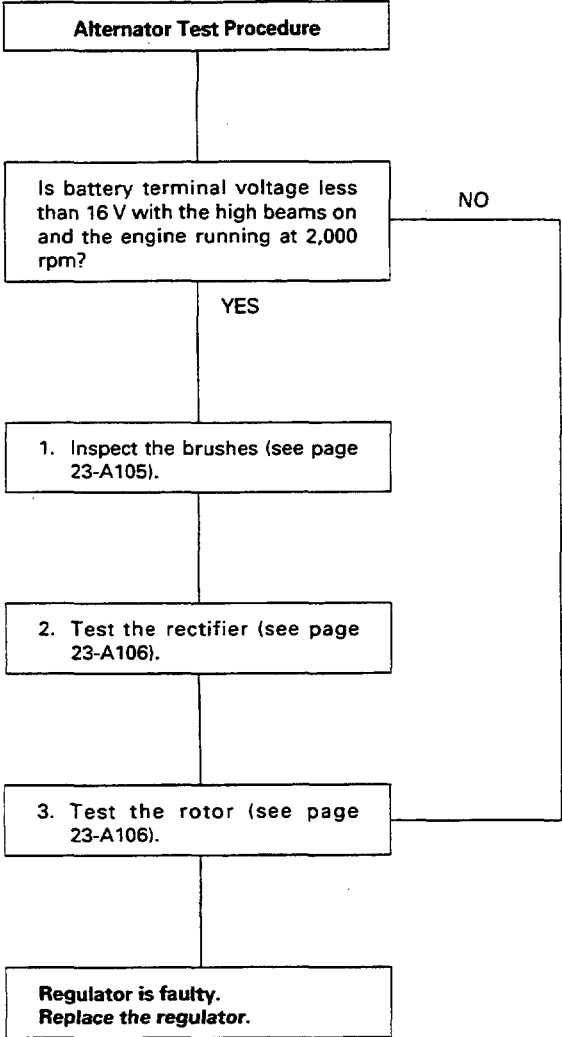 Alternator Test Procedure
Is battery terminal voltage less
than 16 V with the high beams on
and the engine running at 2,000
rpm?
NO
YES
1. Inspect the brushes (see page
23-A105).
2. Test the rectifier (see page
23-A106).
3. Test the rotor (see page
23-A106).
Regulator is faulty.
Replace the regulator.